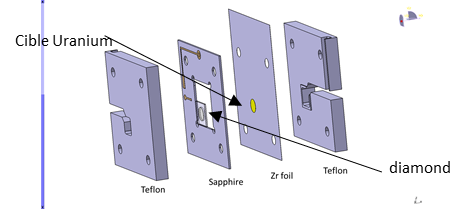 Cible Uranium
diamond
Teflon
Sapphire
Zr foil
Teflon